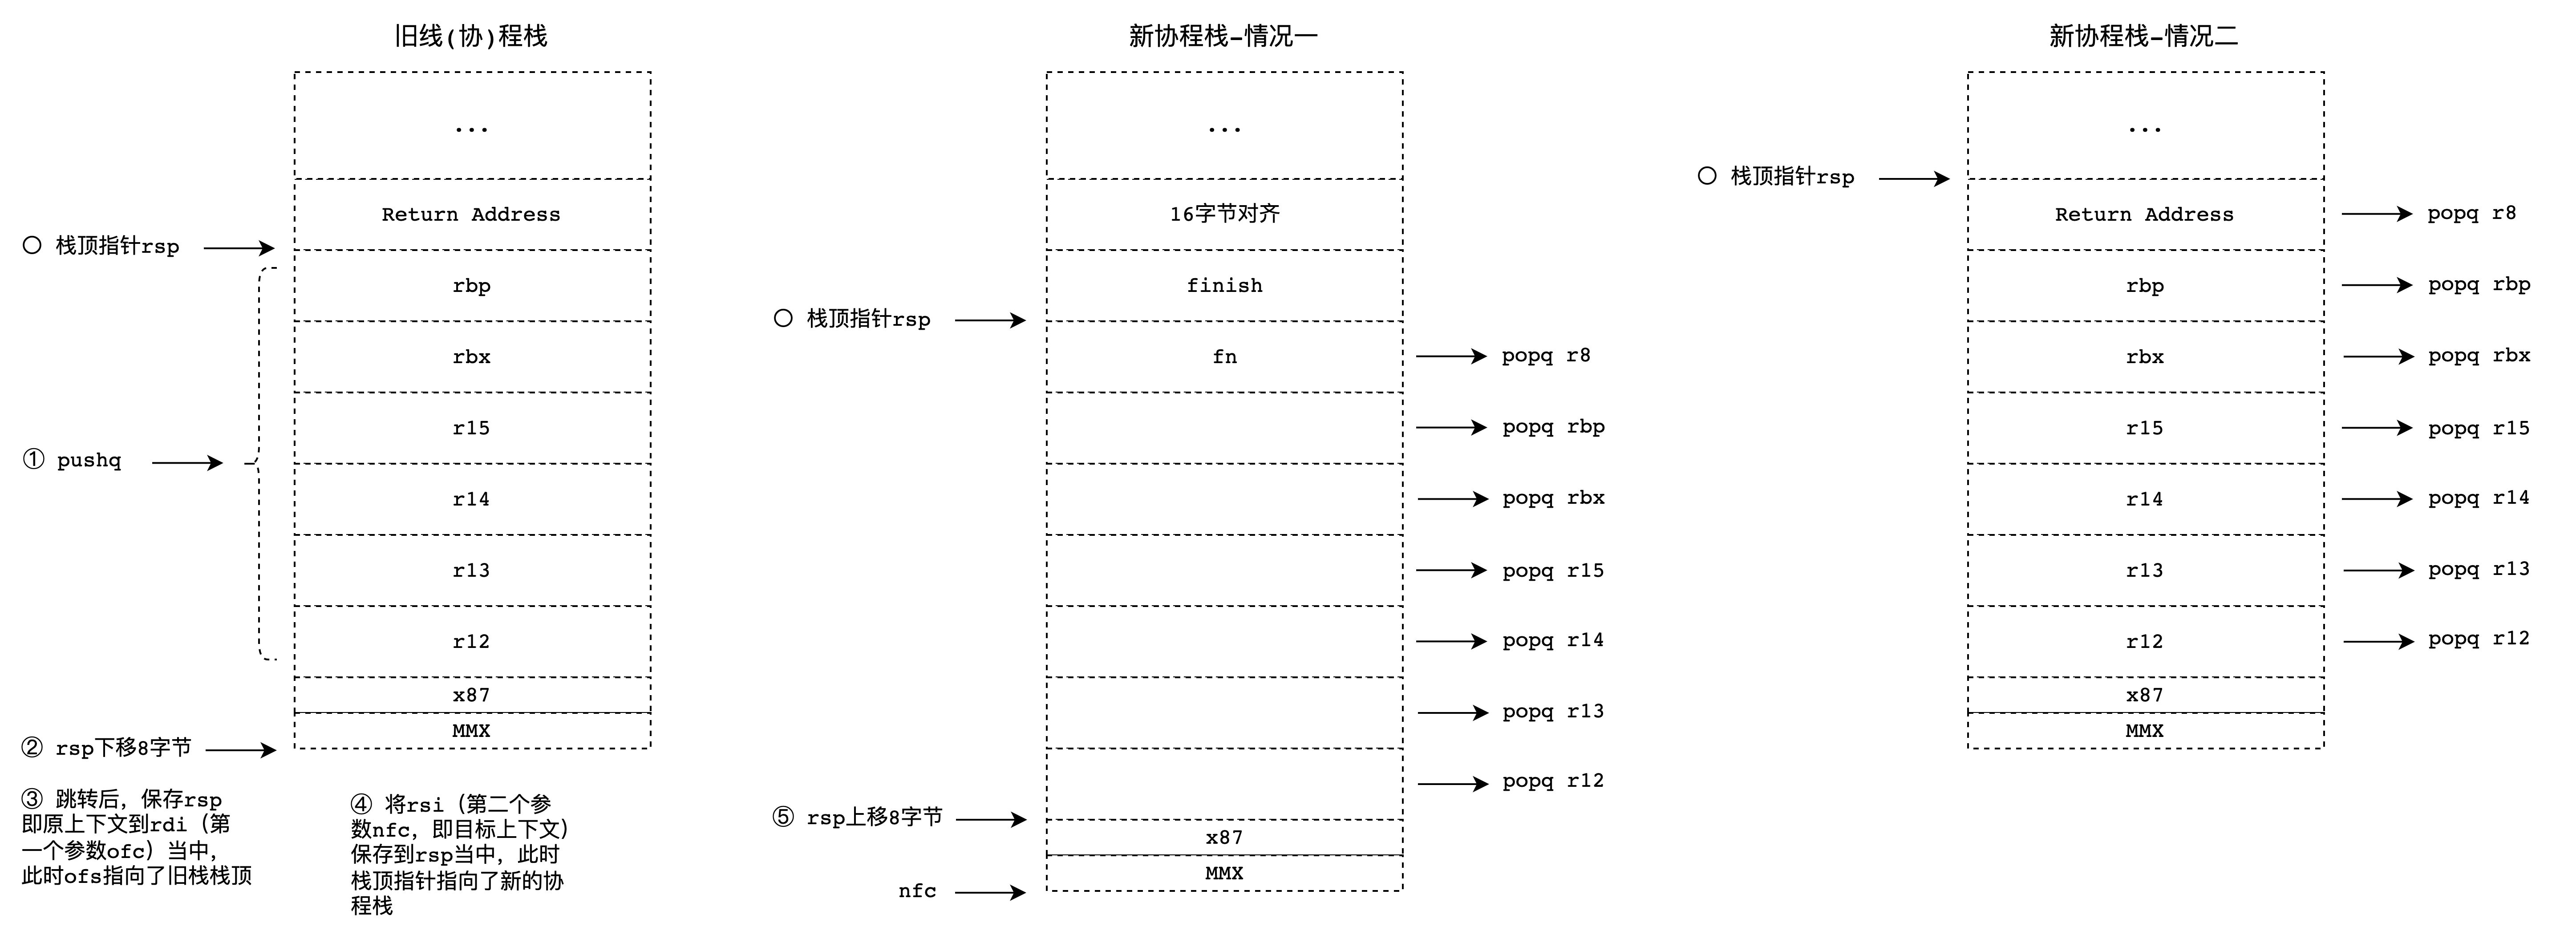 旧线(协)程栈
...
Return Address
〇 栈顶指针rsp
rbp
rbx
r15
① pushq
r14
r13
r12
x87
MMX
② rsp下移8字节
③ 跳转后，保存rsp
即原上下文到rdi（第
一个参数ofc）当中，
此时ofs指向了旧栈栈顶
④ 将rsi（第二个参
数nfc，即目标上下文）
保存到rsp当中，此时
栈顶指针指向了新的协
程栈
新协程栈-情况一
...
16字节对齐
finish
〇 栈顶指针rsp
fn
popq r8
popq rbp
popq rbx
popq r15
popq r14
popq r13
popq r12
⑤ rsp上移8字节
x87
MMX
nfc
新协程栈-情况二
...
〇 栈顶指针rsp
Return Address
popq r8
rbp
popq rbp
rbx
popq rbx
r15
popq r15
r14
popq r14
r13
popq r13
r12
popq r12
x87
MMX